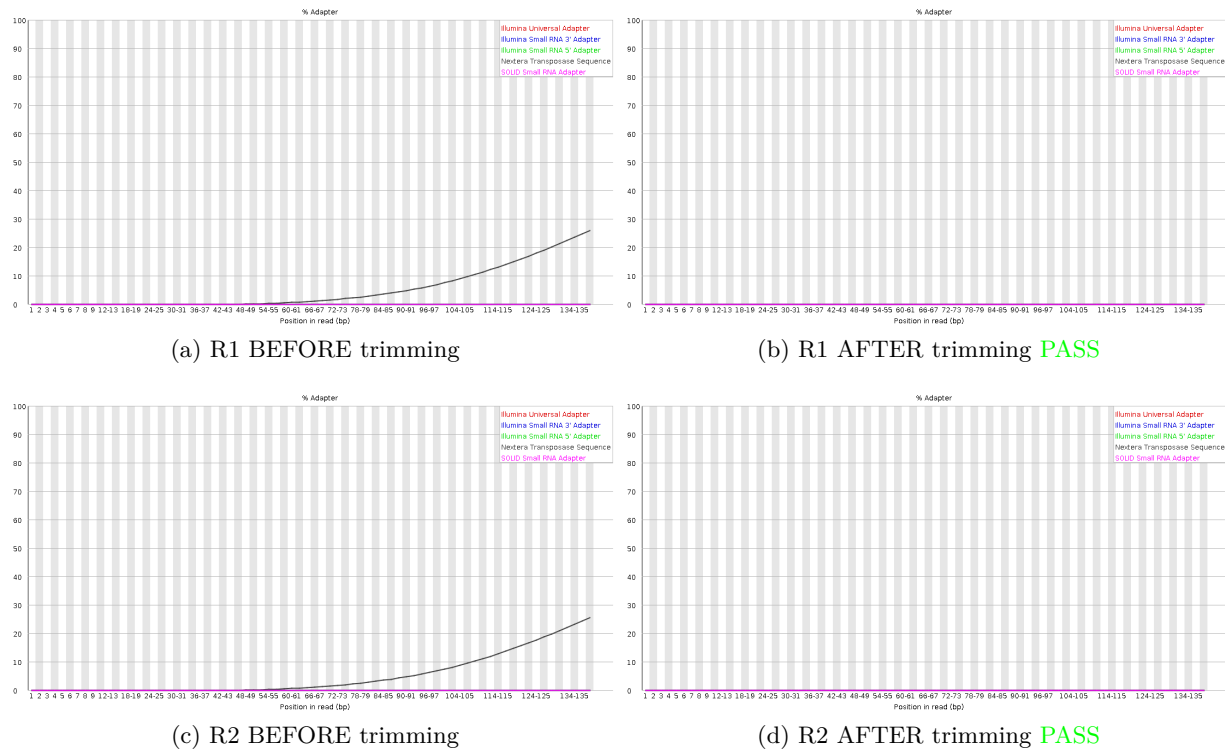 % Adapter
100
90
80
70
60
50
40
30
20
10
0
Illumina Universal Adapter
Illumina Small RNA 3' Adapter
Illumina Small RNA 5' Adapter
Nextera Transposase Sequence
SOLID Small RNA Adapter
1 2 3 4 5 6 7 8 9 12-13 18-19 24-25 30-31 36-37 42-43 48-49 54-55 60-61 66-67 72-73 78-79 84-85 90-91 96-97 104-105 114-115 124-125 134-135
Position in read (bp)
(a) R1 BEFORE trimming
% Adapter
100
90
80
70
60
50
40
30
20
10
0
Illumina Universal Adapter
Illumina Small RNA 3' Adapter
Illumina Small RNA 5' Adapter
Nextera Transposase Sequence
SOLID Small RNA Adapter
1 2 3 4 5 6 7 8 9 12-13 18-19 24-25 30-31 36-37 42-43 48-49 54-55 60-61 66-67 72-73 78-79 84-85 90-91 96-97 104-105 114-115 124-125 134-135
Position in read (bp)
(b) R1 AFTER trimming PASS
% Adapter
100
90
80
70
60
50
40
30
20
10
0
Illumina Universal Adapter
Illumina Small RNA 3' Adapter
Illumina Small RNA 5' Adapter
Nextera Transposase Sequence
SOLID Small RNA Adapter
1 2 3 4 5 6 7 8 9 12-13 18-19 24-25 30-31 36-37 42-43 48-49 54-55 60-61 66-67 72-73 78-79 84-85 90-91 96-97 104-105 114-115 124-125 134-135
Position in read (bp)
(c) R2 BEFORE trimming
% Adapter
100
90
80
70
60
50
40
30
20
10
0
Illumina Universal Adapter
Illumina Small RNA 3' Adapter
Illumina Small RNA 5' Adapter
Nextera Transposase Sequence
SOLID Small RNA Adapter
1 2 3 4 5 6 7 8 9 12-13 18-19 24-25 30-31 36-37 42-43 48-49 54-55 60-61 66-67 72-73 78-79 84-85 90-91 96-97 104-105 114-115 124-125 134-135
Position in read (bp)
(d) R2 AFTER trimming PASS